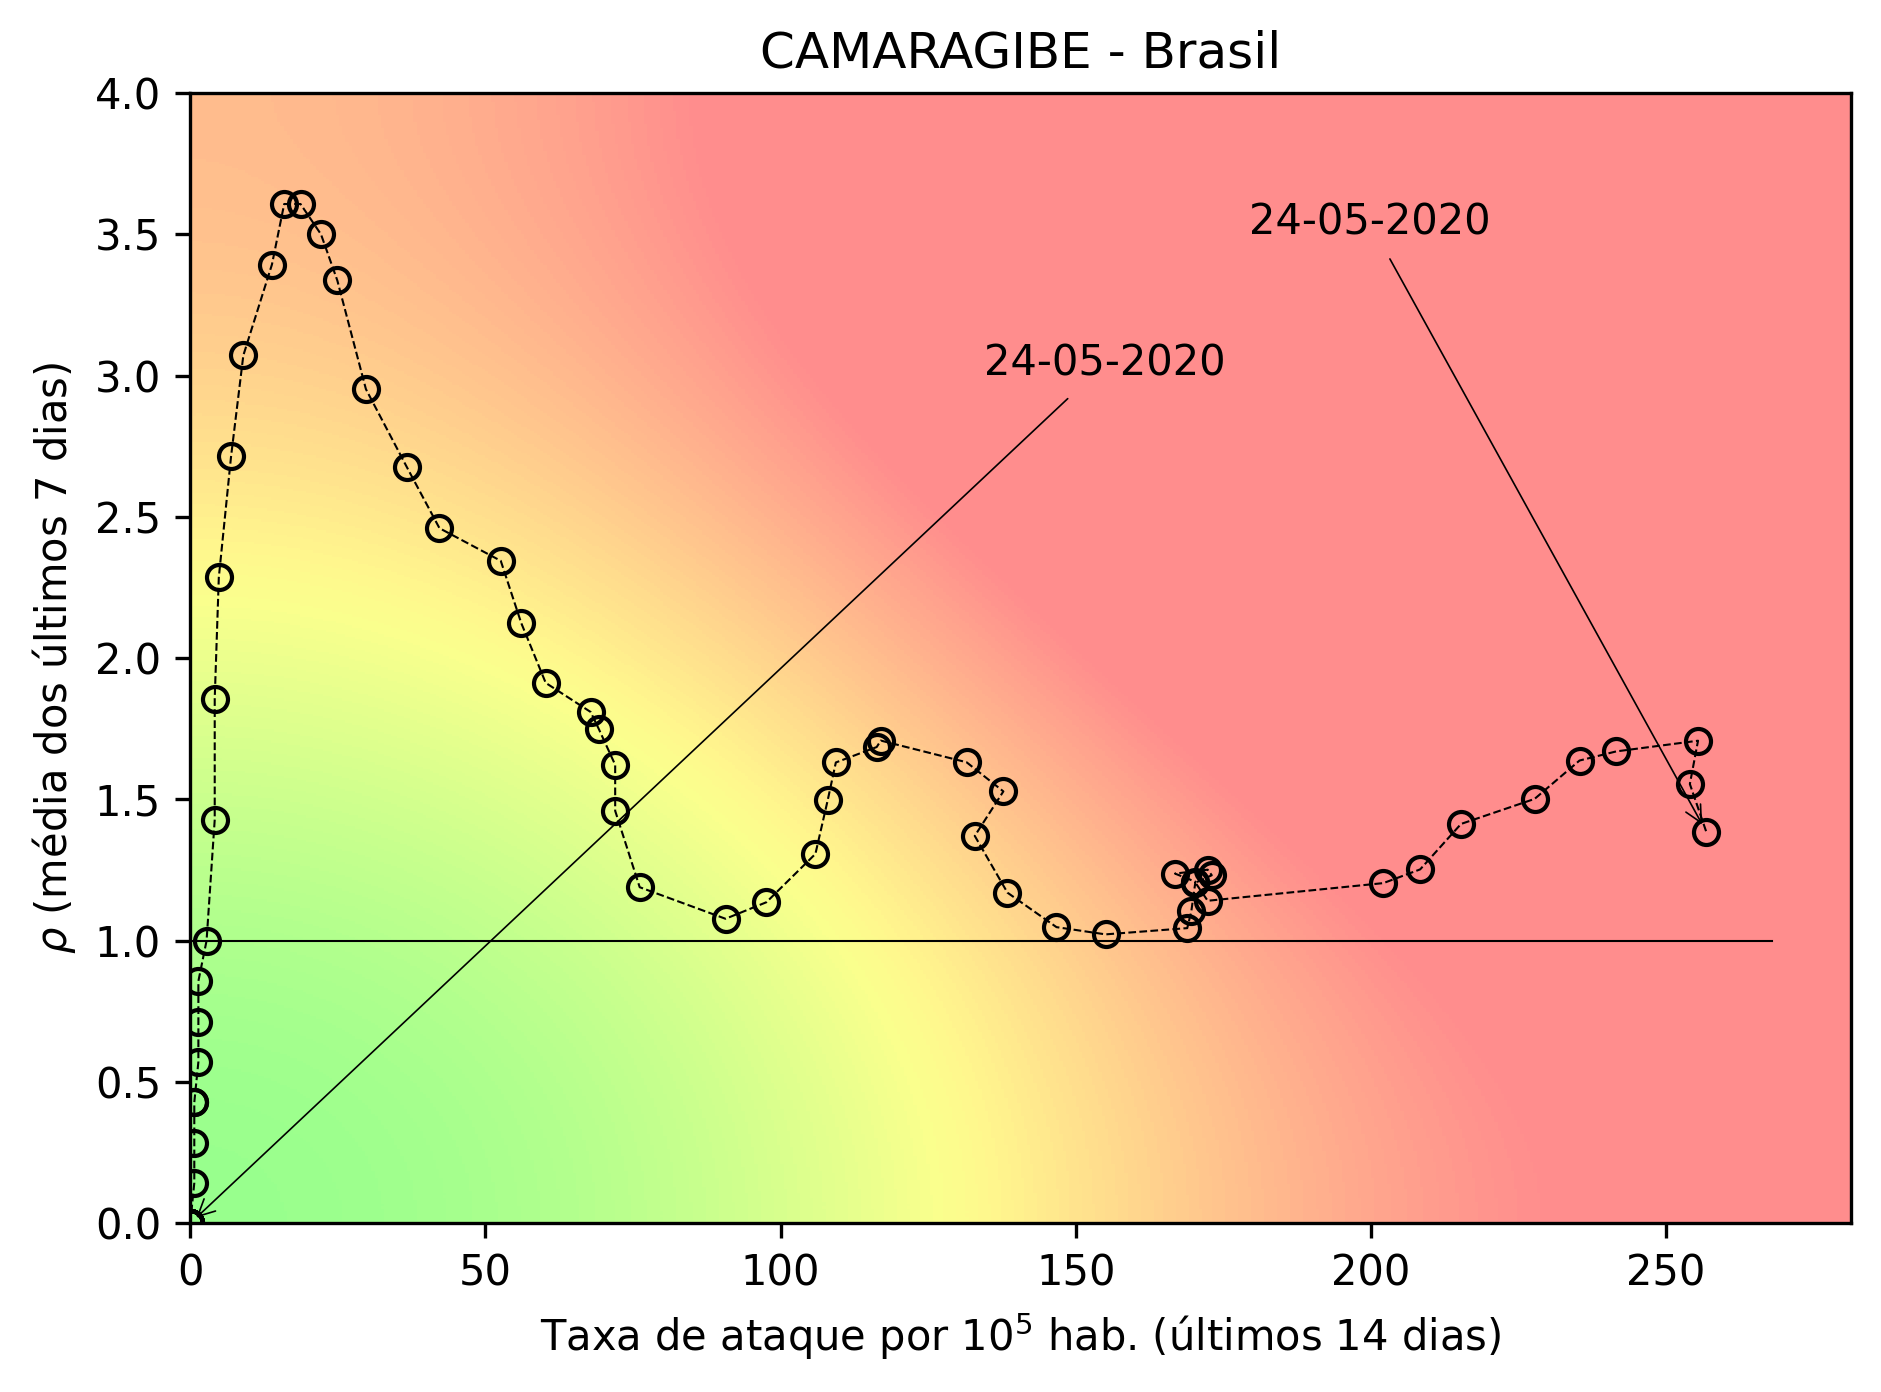 CAMARAGIBE - Brasil
4.0
3.5
3.0
2.5
2.0
1.5
1.0
0.5
0.0
ρ (média dos últimos 7 dias)
24-05-2020
24-05-2020
0 50 100 150 200 250
Taxa de ataque por 10⁵ hab. (últimos 14 dias)